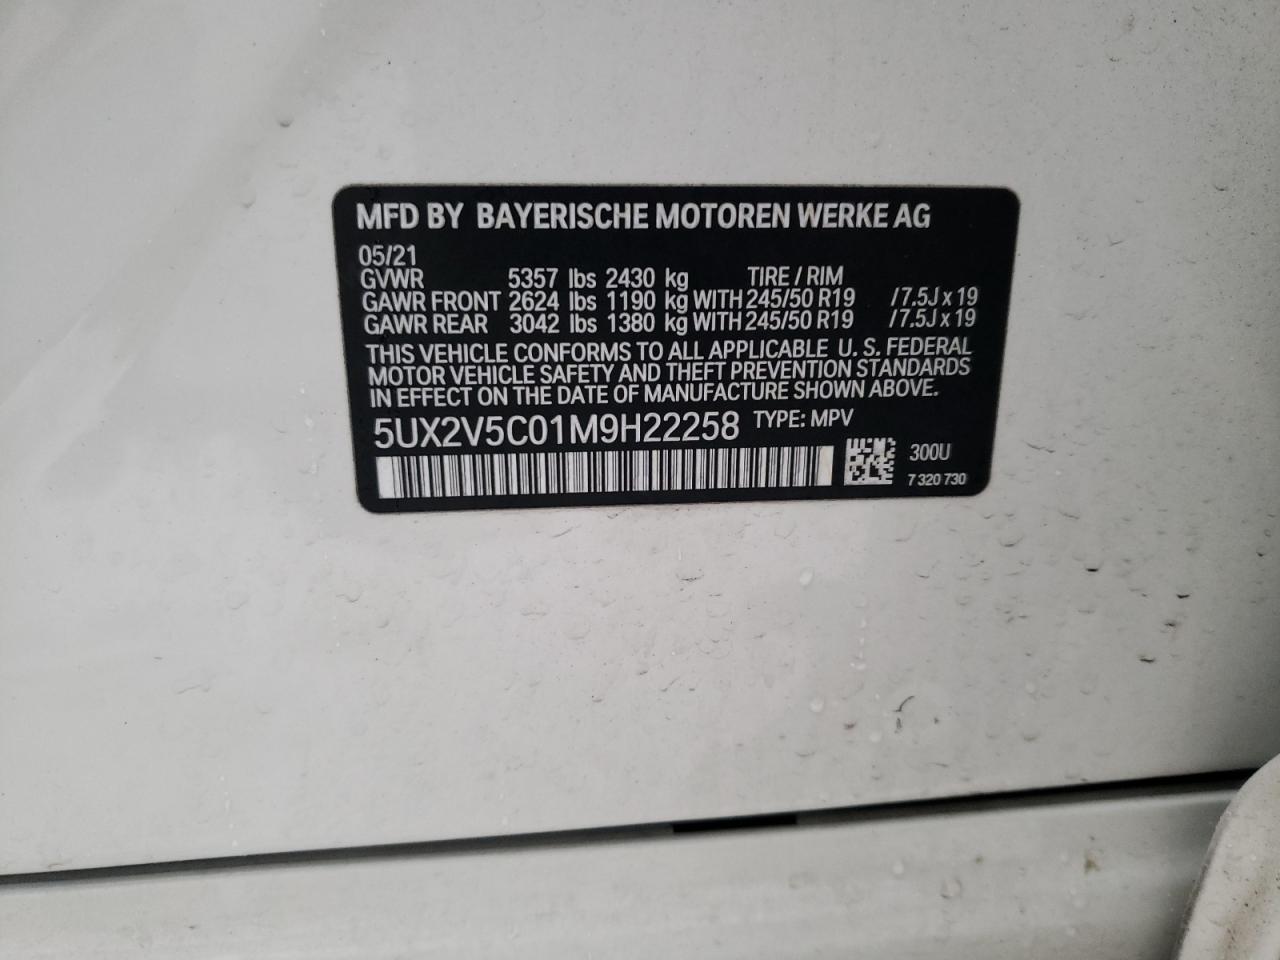 MFD BY BAYERISCHE MOTOREN WERKE AG
05/21
GVWR 5357 lbs 2430 kg TIRE / RIM
GAWR FRONT 2624 lbs 1190 kg WITH 245/50 R19 /7.5J x 19
GAWR REAR 3042 lbs 1380 kg WITH 245/50 R19 /7.5J x 19
THIS VEHICLE CONFORMS TO ALL APPLICABLE U. S. FEDERAL
MOTOR VEHICLE SAFETY AND THEFT PREVENTION STANDARDS
IN EFFECT ON THE DATE OF MANUFACTURE SHOWN ABOVE.
5UX2V5C01M9H22258 TYPE: MPV
300U
7 320 730